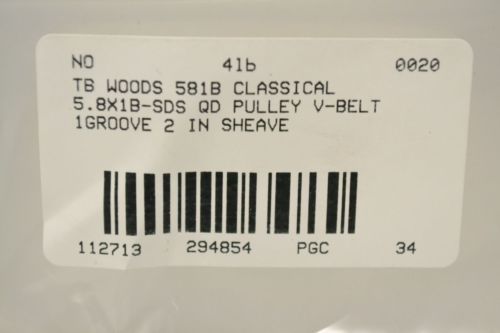 NO 4lb 0020
TB WOODS 581B CLASSICAL
5.8X1B-SDS QD PULLEY V-BELT
1GROOVE 2 IN SHEAVE
112713 294854 PGC 34